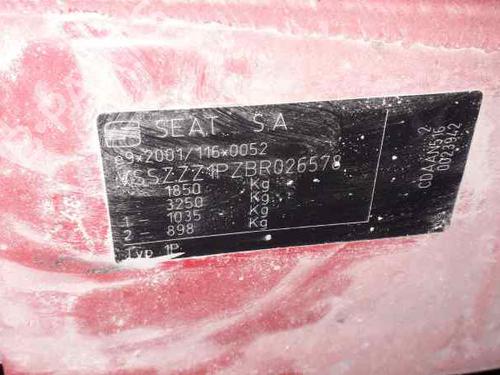 SEAT S.A
e9*2001/116*0052
VSSZZZ1PZBR026578
1850 Kg
3250 Kg
1 - 1035 Kg
2 - 898 Kg
Typ 1P
0023942